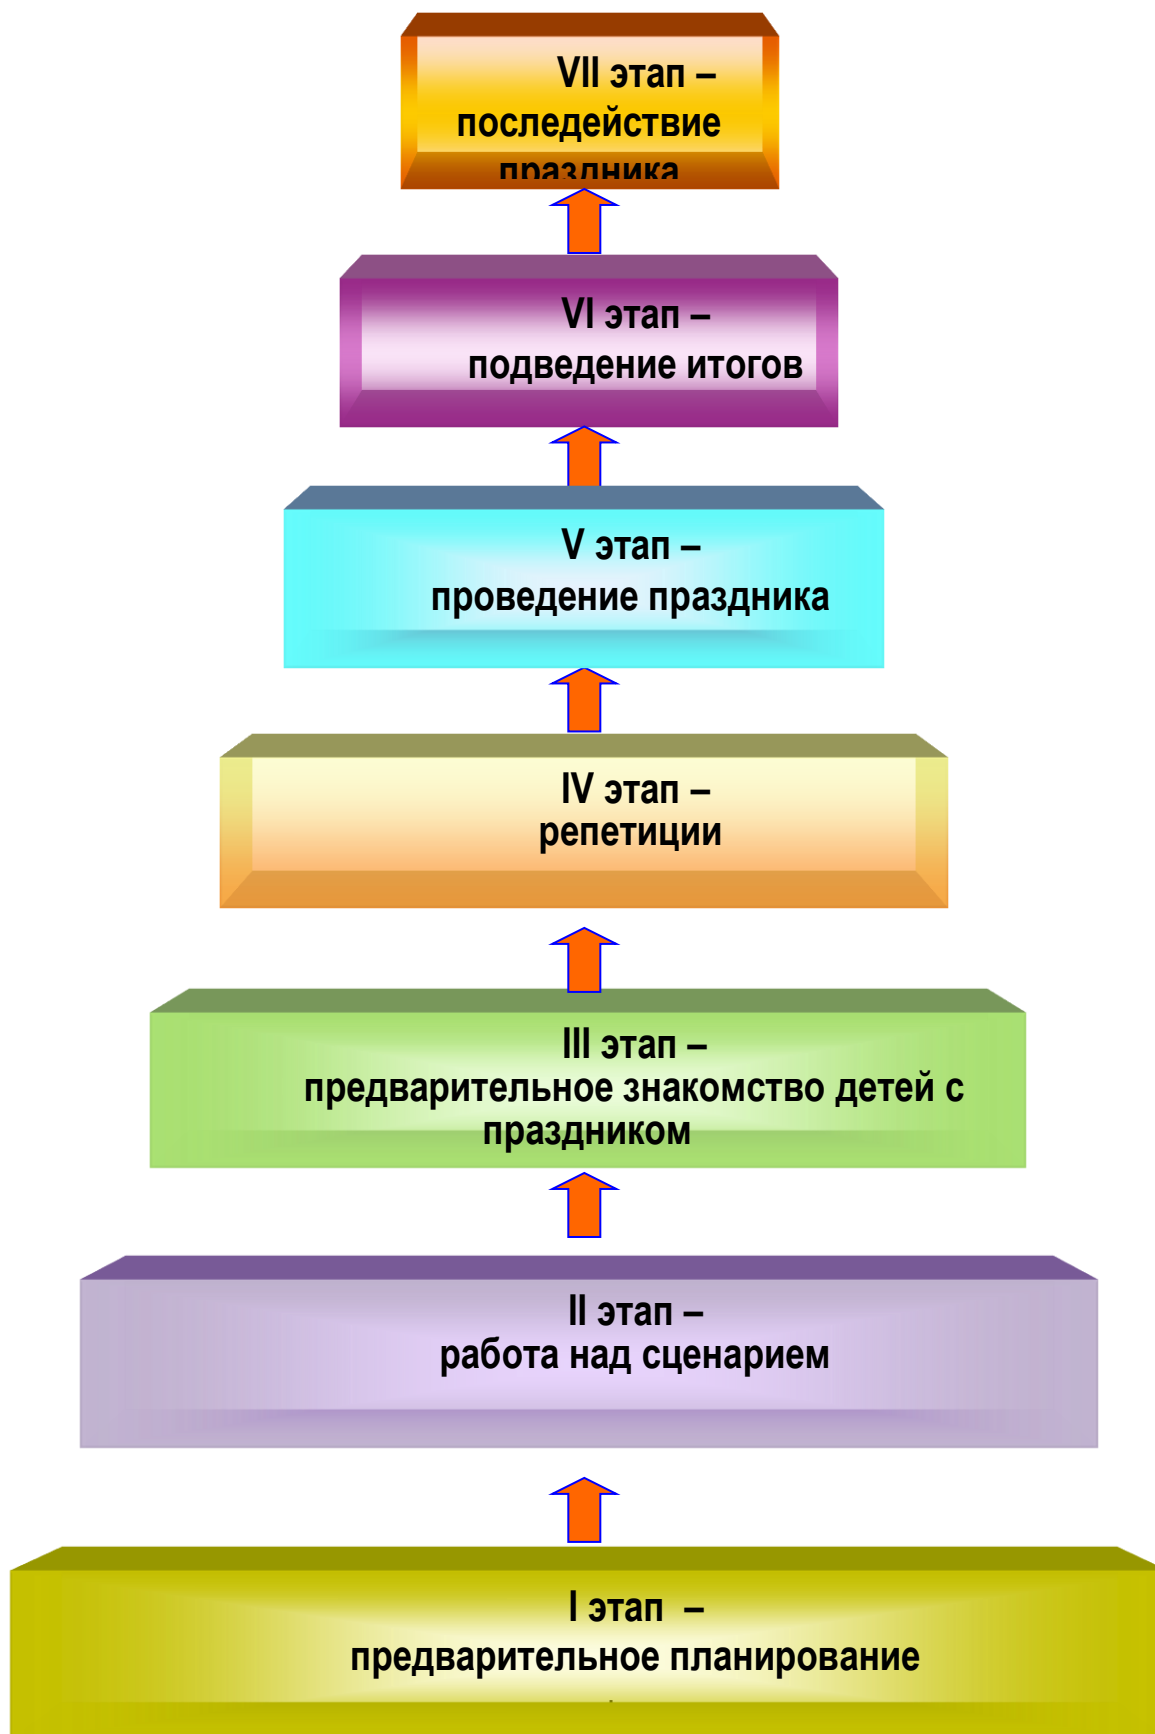 VII этап –
последействие
праздника
VI этап –
подведение итогов
V этап –
проведение праздника
IV этап –
репетиции
III этап –
предварительное знакомство детей с
праздником
II этап –
работа над сценарием
I этап –
предварительное планирование